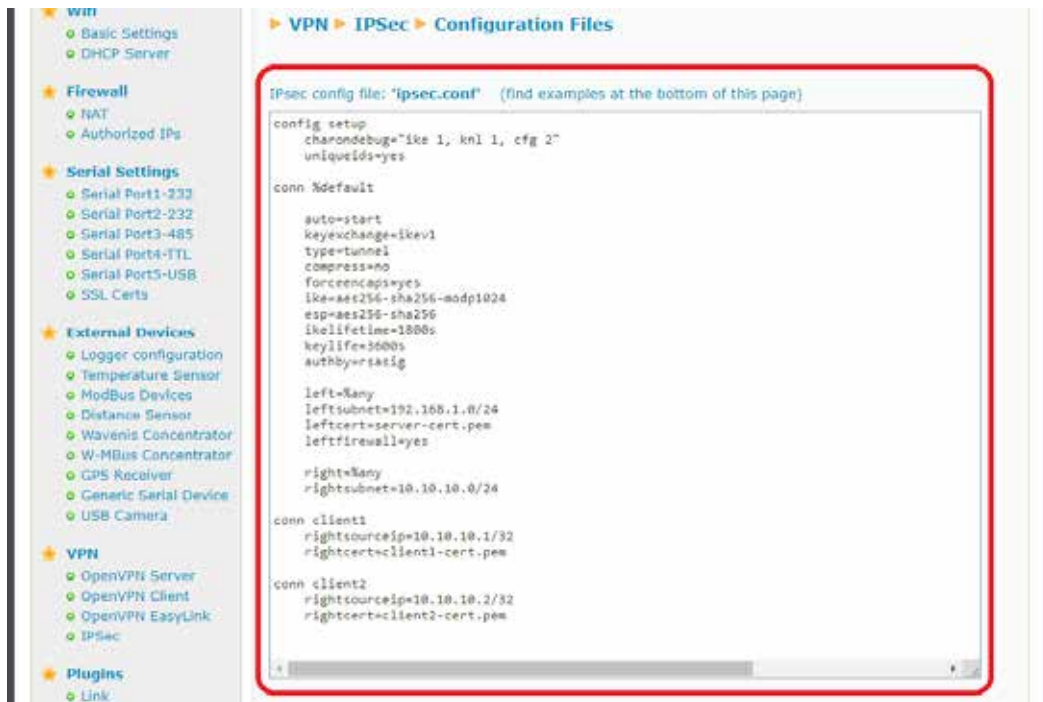 Wifi
Basic Settings
DHCP Server
Firewall
NAT
Authorized IPs
Serial Settings
Serial Port1-232
Serial Port2-232
Serial Port3-485
Serial Port4-TTL
Serial Port5-USB
SSL Certs
External Devices
Logger configuration
Temperature Sensor
ModBus Devices
Distance Sensor
Wavenis Concentrator
W-MBus Concentrator
GPS Receiver
Generic Serial Device
USB Camera
VPN
OpenVPN Server
OpenVPN Client
OpenVPN EasyLink
IPSec
Plugins
Link
VPN IPSec Configuration Files
IPsec config file: "ipsec.conf" (find examples at the bottom of this page)
config setup
charondebug="ike 1, knl 1, cfg 2"
uniqueids=yes
conn %default
auto=start
keyexchange=ikev1
type=tunnel
compress=no
forceencaps=yes
ike=aes256-sha256-modp1024
esp=aes256-sha256
ikelifetime=1800s
keylife=3600s
authby=rsasig
left=%any
leftsubnet=192.168.1.0/24
leftcert=server-cert.pem
leftfirewall=yes
right=%any
rightsubnet=10.10.10.0/24
conn client1
rightsourceip=10.10.10.1/32
rightcert=client1-cert.pem
conn client2
rightsourceip=10.10.10.2/32
rightcert=client2-cert.pem